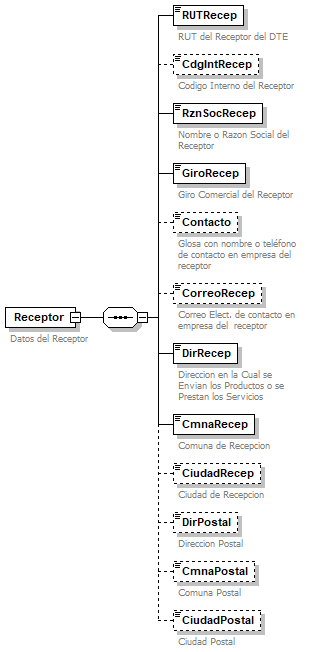 RUTRecep
RUT del Receptor del DTE
CdgIntRecep
Codigo Interno del Receptor
RznSocRecep
Nombre o Razon Social del
Receptor
GiroRecep
Giro Comercial del Receptor
Contacto
Glosa con nombre o teléfono
de contacto en empresa del
receptor
CorreoRecep
Correo Elect. de contacto en
empresa del  receptor
Receptor
Datos del Receptor
DirRecep
Direccion en la Cual se
Envian los Productos o se
Prestan los Servicios
CmnaRecep
Comuna de Recepcion
CiudadRecep
Ciudad de Recepcion
DirPostal
Direccion Postal
CmnaPostal
Comuna Postal
CiudadPostal
Ciudad Postal